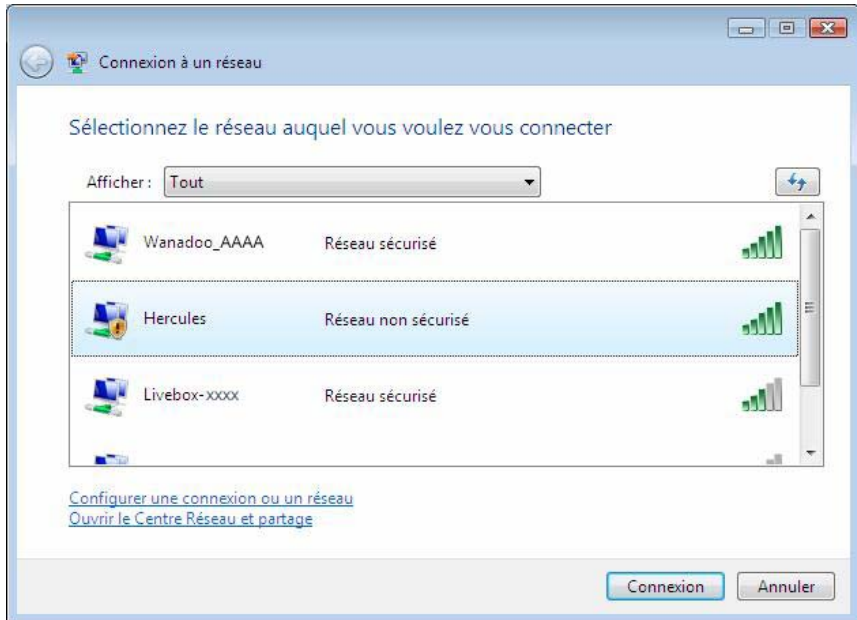 Connexion à un réseau
Sélectionnez le réseau auquel vous voulez vous connecter
Afficher : Tout
Wanadoo_AAAA Réseau sécurisé
Hercules Réseau non sécurisé
Livebox-xxxx Réseau sécurisé
Configurer une connexion ou un réseau
Ouvrir le Centre Réseau et partage
Connexion Annuler